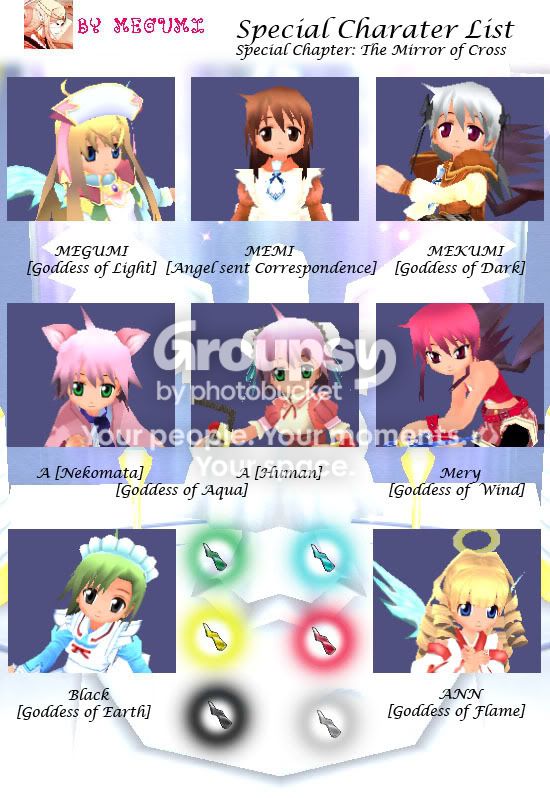 BY MEGUMI
Special Charater List
Special Chapter: The Mirror of Cross
MEGUMI
[Goddess of Light]
MEMI
[Angel sent Correspondence]
MEKUMI
[Goddess of Dark]
Groupsy
by photobucket
Your people. Your moments.
Your space.
A [Nekomata]
A [Human]
[Goddess of Aqua]
Mery
[Goddess of Wind]
Black
[Goddess of Earth]
ANN
[Goddess of Flame]